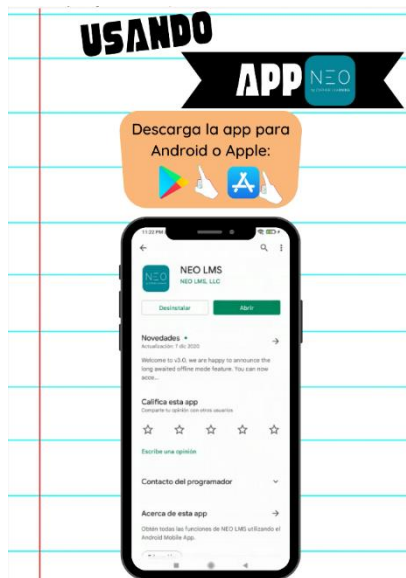 USANDO
APP
NEO
Descarga la app para
Android o Apple:
11:22 PM
NEO
NEO LMS
NEO LMS, LLC
Desinstalar
Abrir
Novedades
Actualización: 7 dic 2020
Welcome to v3.0, we are happy to announce the
long awaited offline mode feature. You can now
acce...
Califica esta app
Comparte tu opinión con otros usuarios
Escribe una opinión
Contacto del programador
Acerca de esta app
Obtén todas las funciones de NEO LMS utilizando el
Android Mobile App.